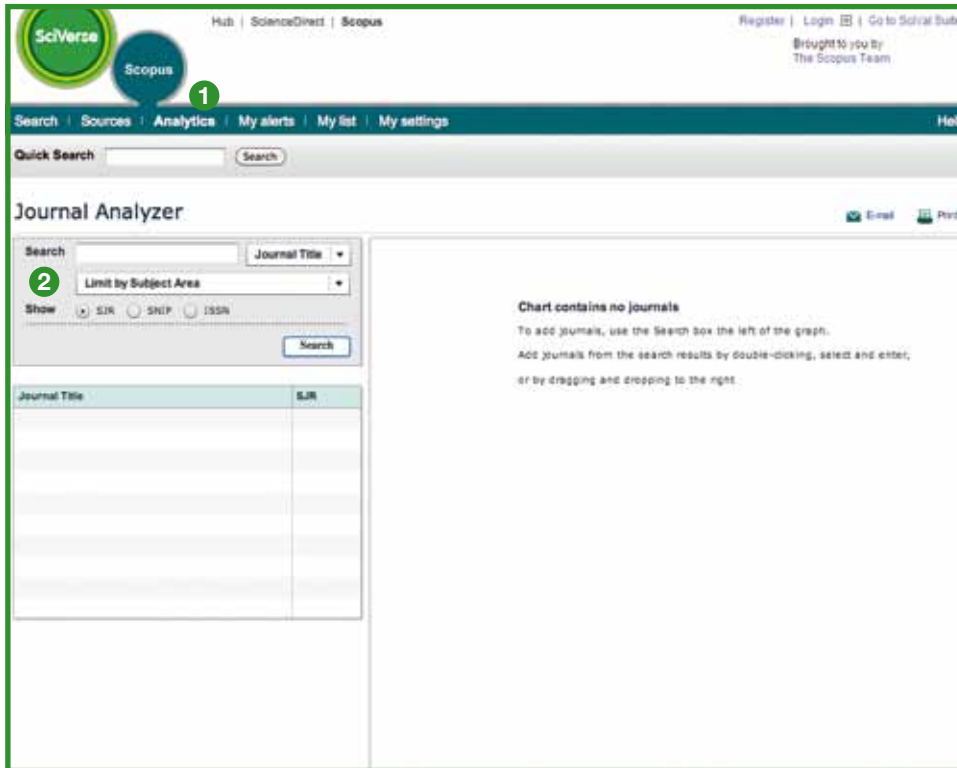 SciVerse
Scopus
Hub | ScienceDirect | Scopus
Register | Login | Go to SciVal Suite
Brought to you by
The Scopus Team
1
Search | Sources | Analytics | My alerts | My list | My settings
Hel
Quick Search
Search
Journal Analyzer
E-mail
Print
Search
Journal Title
2
Limit by Subject Area
Show SJR SNIP ISSN
Search
Journal Title
SJR
Chart contains no journals
To add journals, use the Search box the left of the graph.
Add journals from the search results by double-clicking, select and enter,
or by dragging and dropping to the right